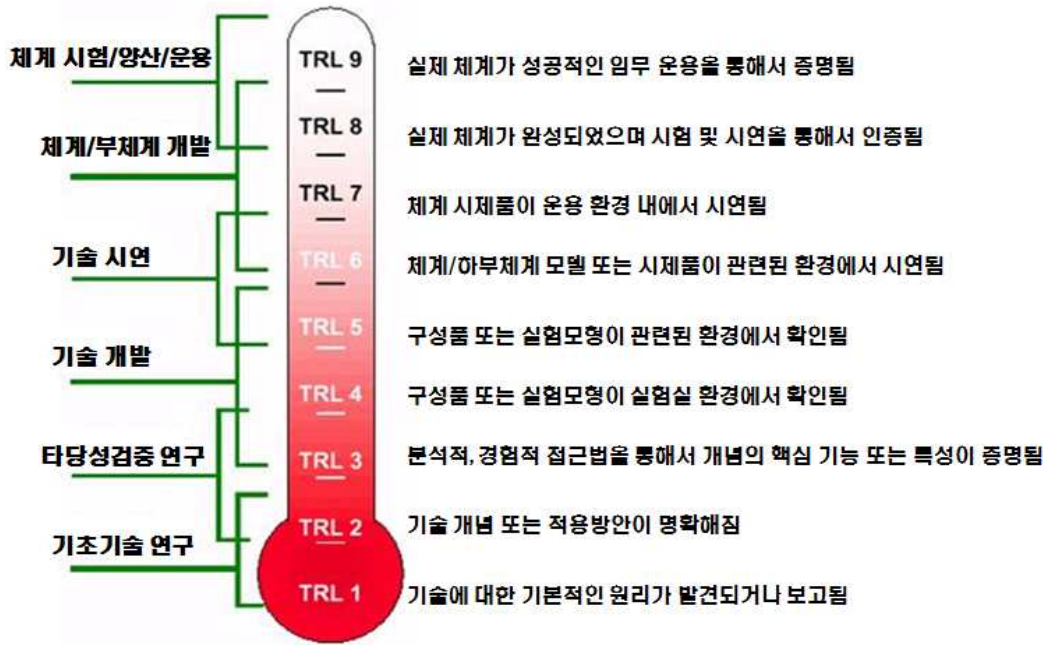 체계 시험/양산/운용
체계/부체계 개발
기술 시연
기술 개발
타당성검증 연구
기초기술 연구
TRL 9
TRL 8
TRL 7
TRL 6
TRL 5
TRL 4
TRL 3
TRL 2
TRL 1
실제 체계가 성공적인 임무 운용을 통해서 증명됨
실제 체계가 완성되었으며 시험 및 시연을 통해서 인증됨
체계 시제품이 운용 환경 내에서 시연됨
체계/하부체계 모델 또는 시제품이 관련된 환경에서 시연됨
구성품 또는 실험모형이 관련된 환경에서 확인됨
구성품 또는 실험모형이 실험실 환경에서 확인됨
분석적, 경험적 접근법을 통해서 개념의 핵심 기능 또는 특성이 증명됨
기술 개념 또는 적용방안이 명확해짐
기술에 대한 기본적인 원리가 발견되거나 보고됨